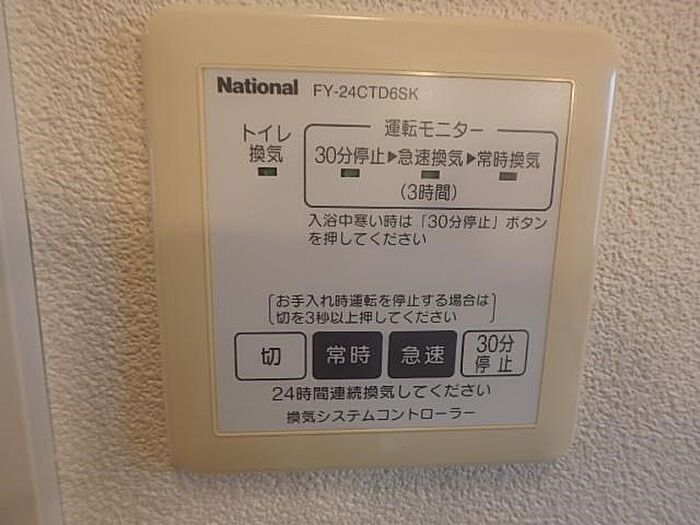 National FY-24CTD6SK
トイレ
換気
運転モニター
30分停止▶急速換気▶常時換気
(3時間)
入浴中寒い時は「30分停止」ボタン
を押してください
お手入れ時運転を停止する場合は
切を3秒以上押してください
切 常時 急速 30分
停止
24時間連続換気してください
換気システムコントローラー